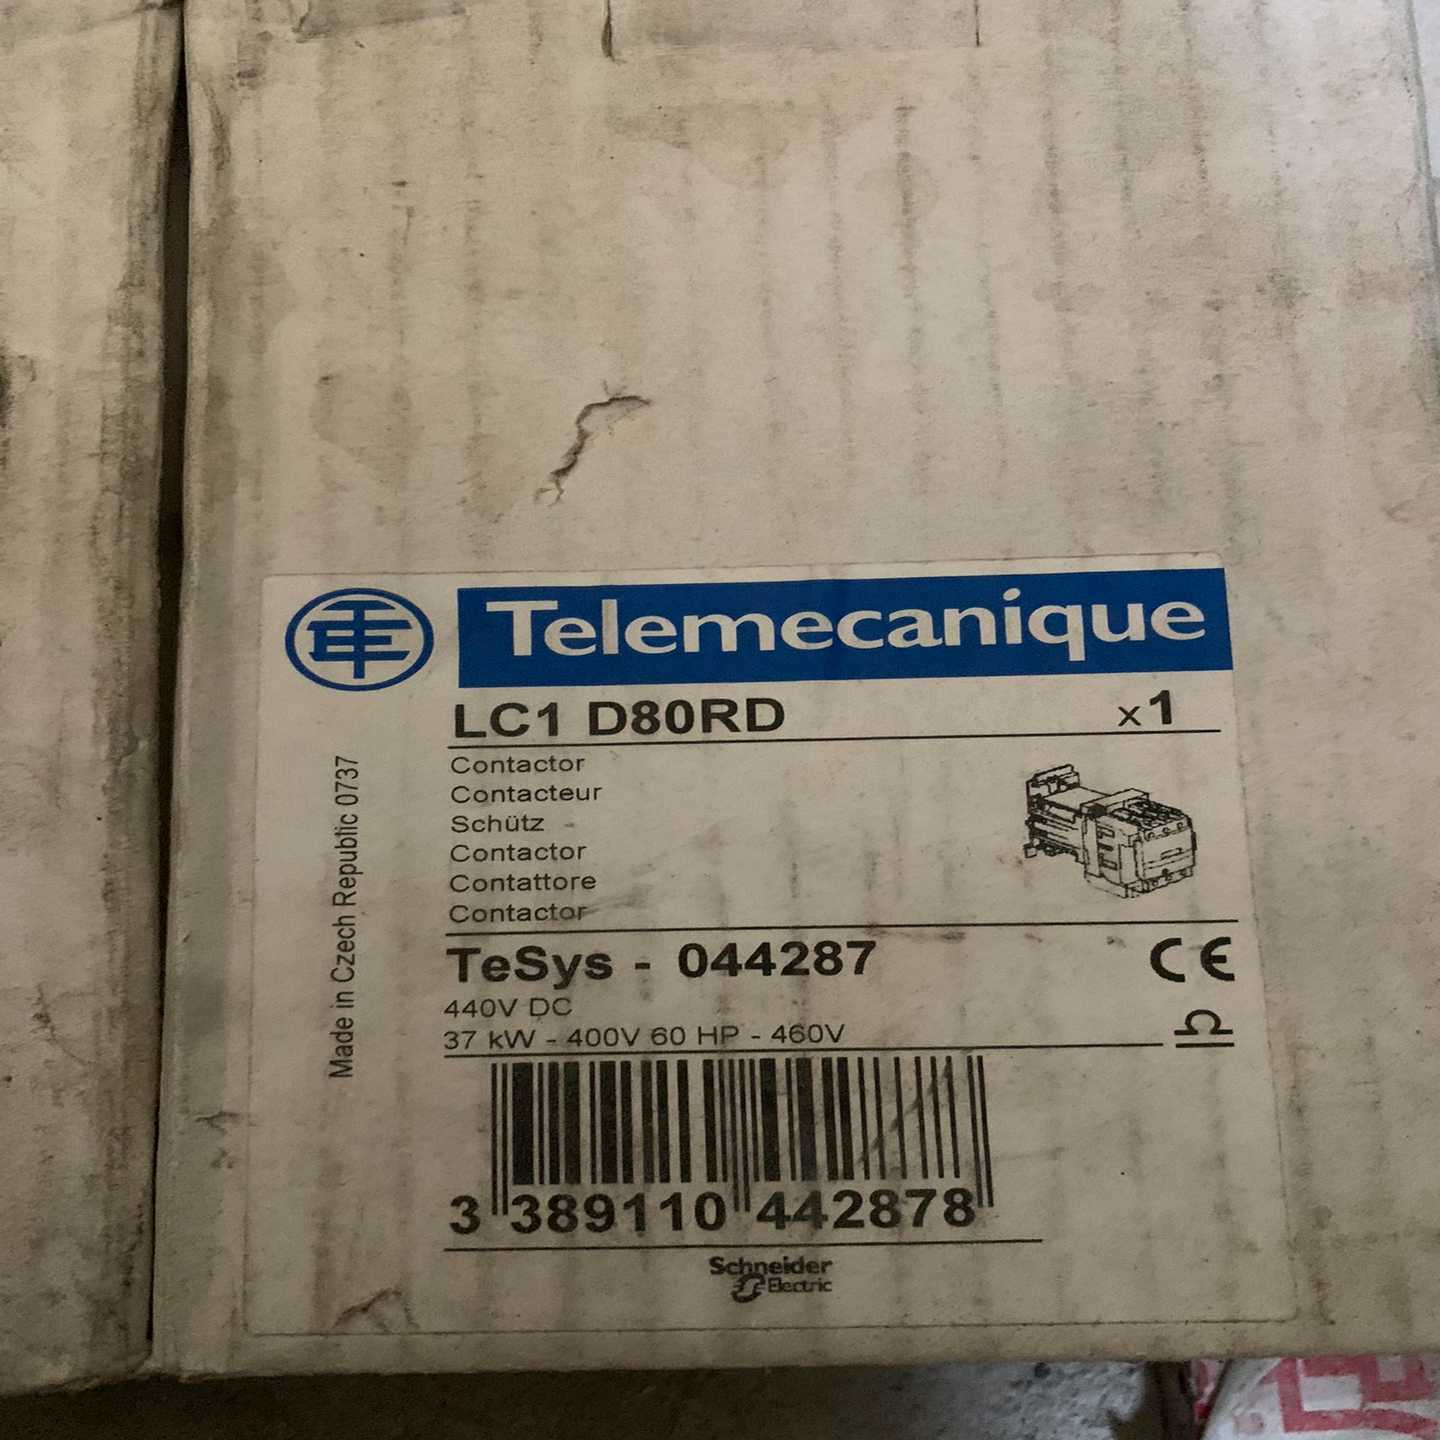 TE
Telemecanique
LC1 D80RD x1
Contactor
Contacteur
Schütz
Contactor
Contattore
Contactor
TeSys - 044287 CE
440V DC
37 kW - 400V 60 HP - 460V
3 389110 442878
Schneider
Electric
Made in Czech Republic 0737